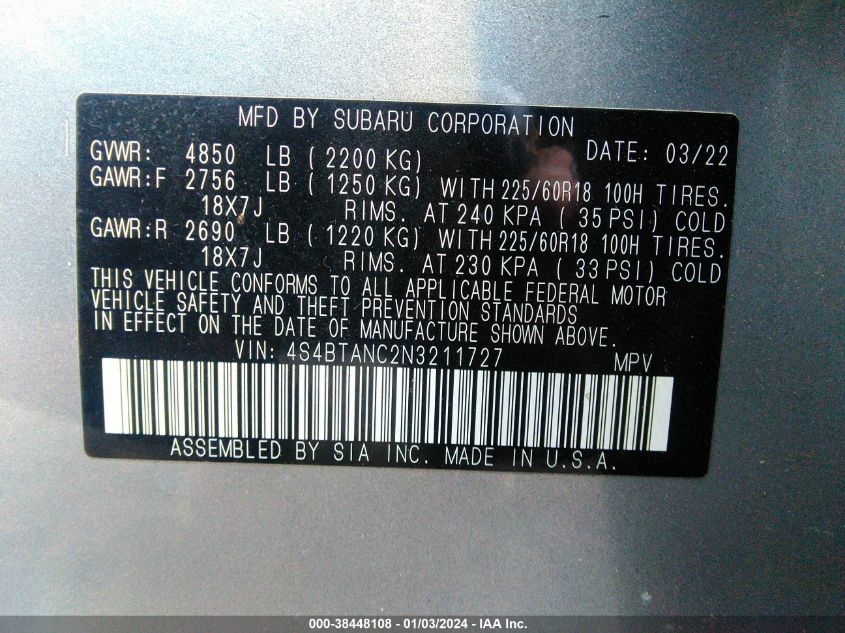 MFD BY SUBARU CORPORATION
GVWR: 4850 LB ( 2200 KG) DATE: 03/22
GAWR:F 2756 LB ( 1250 KG) WITH 225/60R18 100H TIRES.
18X7J RIMS. AT 240 KPA ( 35 PSI) COLD
GAWR:R 2690 LB ( 1220 KG) WITH 225/60R18 100H TIRES.
18X7J RIMS. AT 230 KPA ( 33 PSI) COLD
THIS VEHICLE CONFORMS TO ALL APPLICABLE FEDERAL MOTOR
VEHICLE SAFETY AND THEFT PREVENTION STANDARDS
IN EFFECT ON THE DATE OF MANUFACTURE SHOWN ABOVE.
VIN: 4S4BTANC2N3211727 MPV
ASSEMBLED BY SIA INC. MADE IN U.S.A.
000-38448108 - 01/03/2024 - IAA Inc.